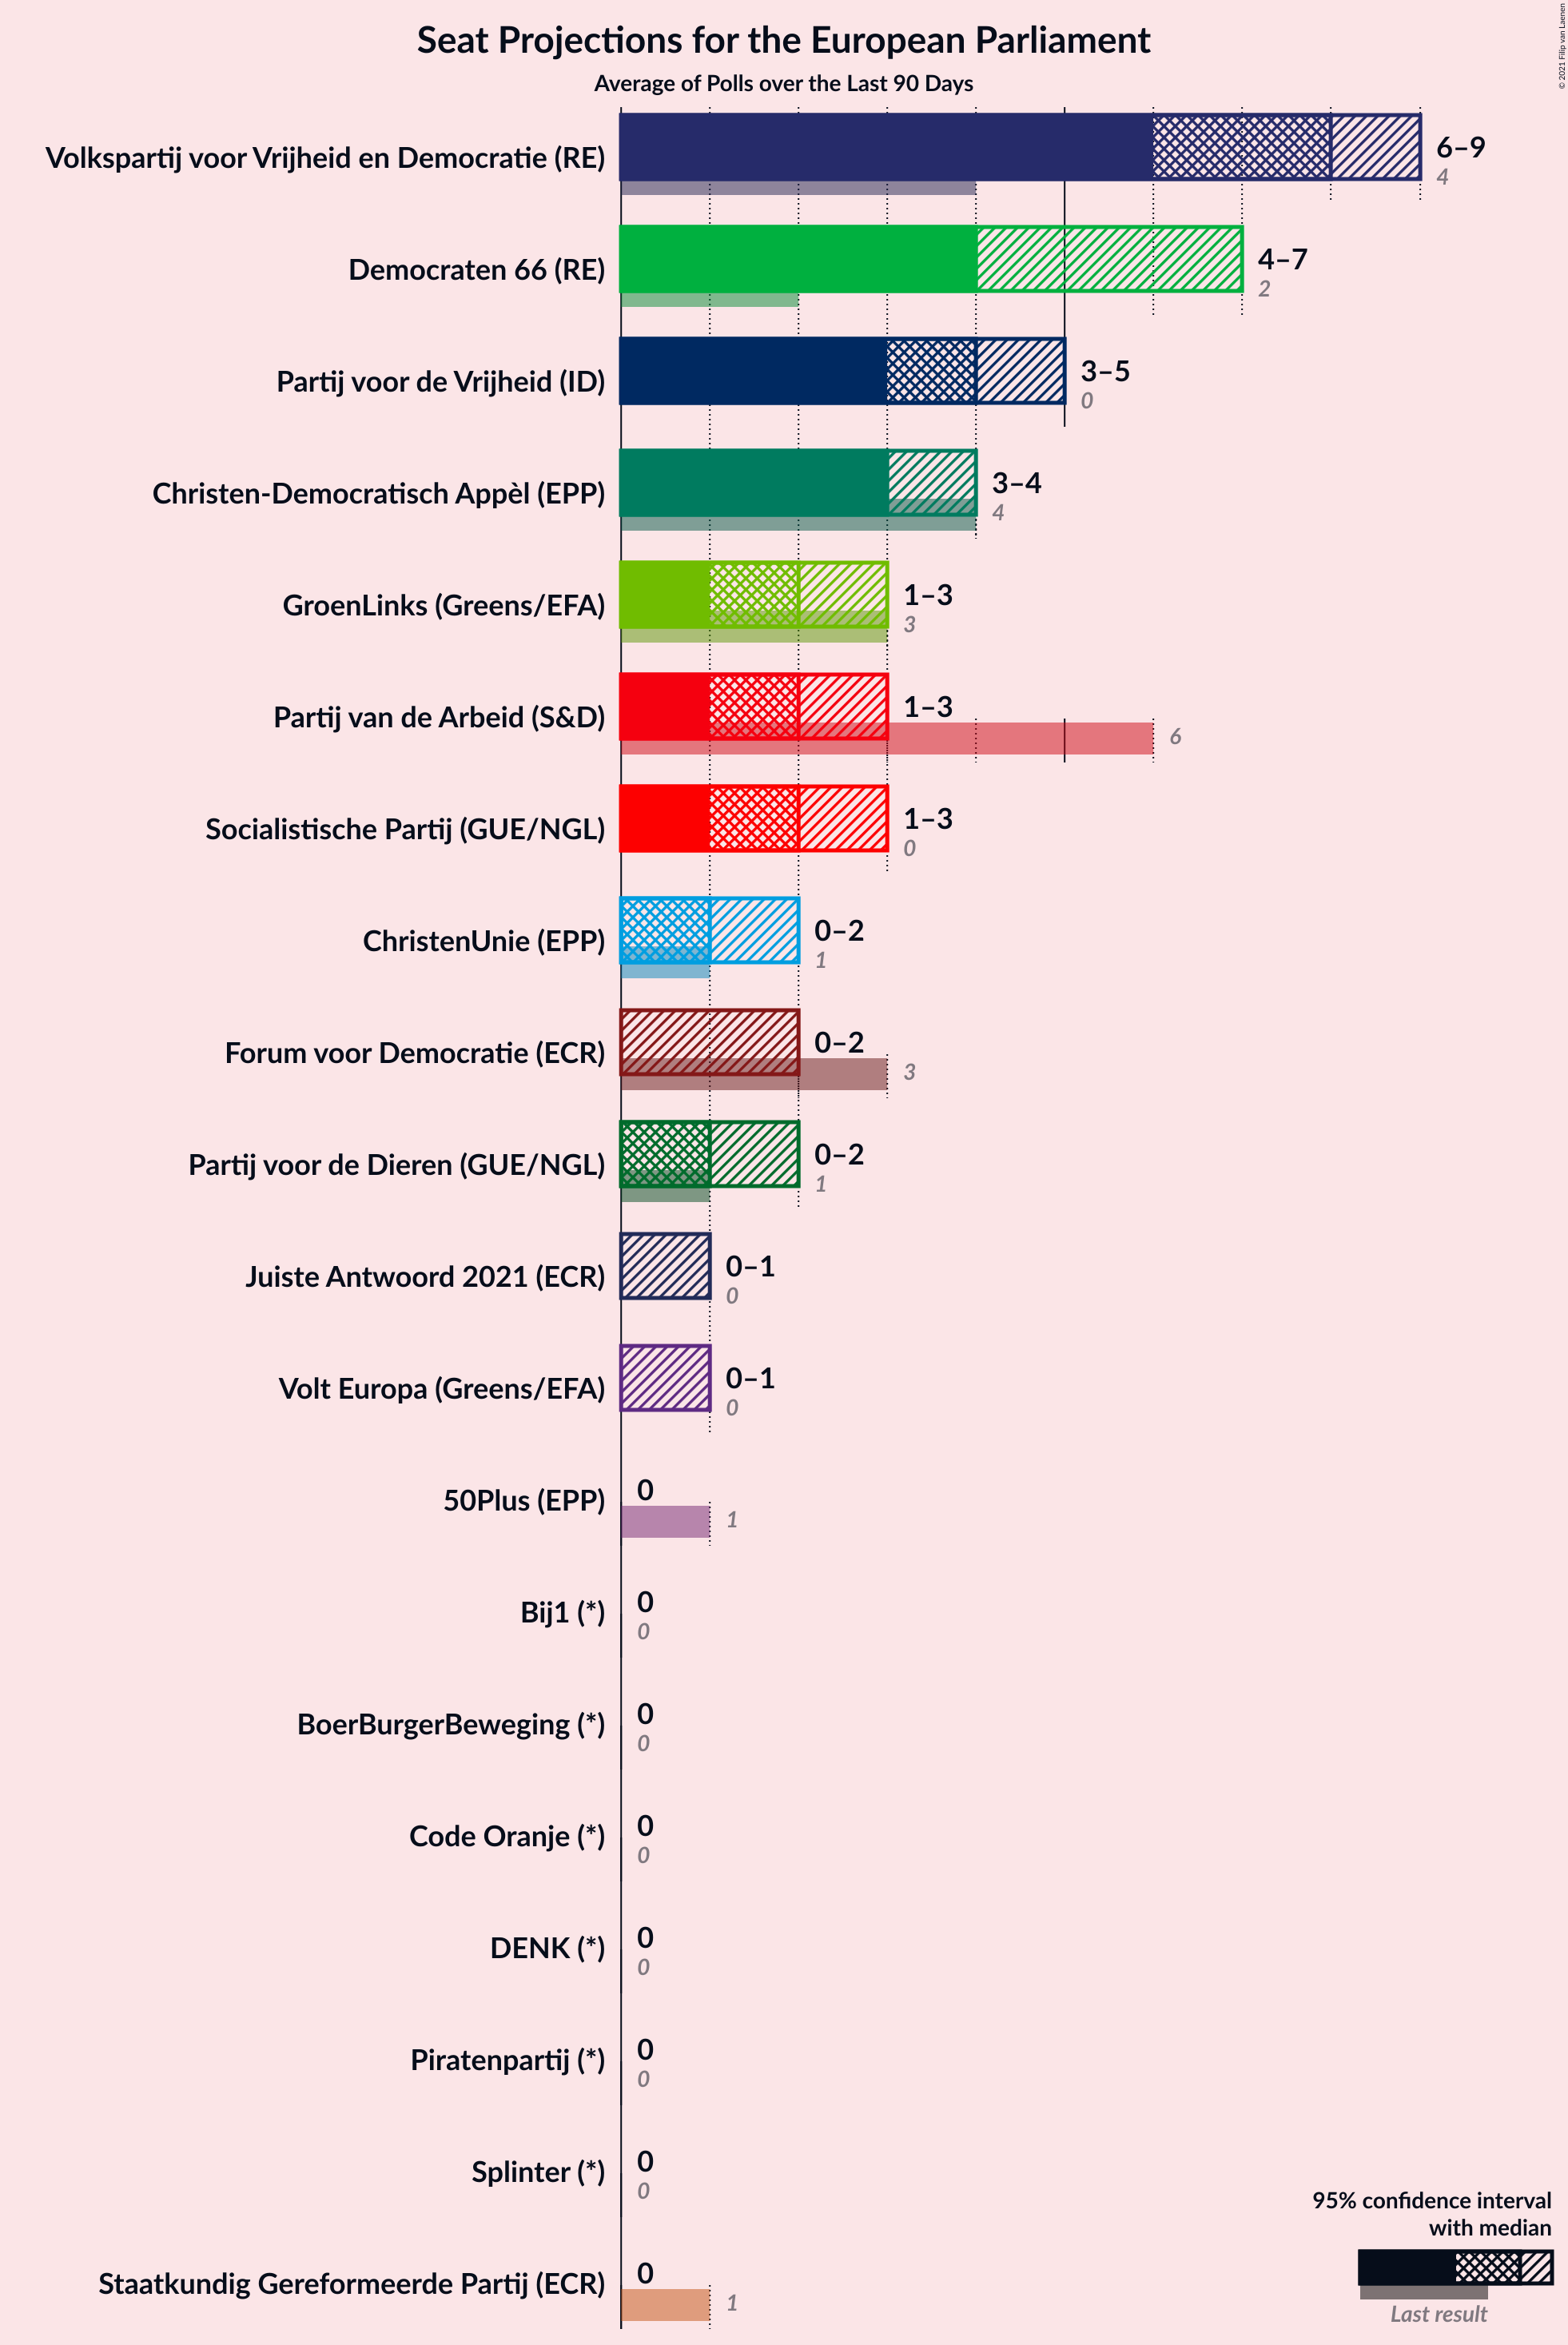 Seat Projections for the European Parliament
Average of Polls over the Last 90 Days
© 2021 Filip van Laenen
Volkspartij voor Vrijheid en Democratie (RE)
6–9
4
Democraten 66 (RE)
4–7
2
Partij voor de Vrijheid (ID)
3–5
0
Christen-Democratisch Appèl (EPP)
3–4
4
GroenLinks (Greens/EFA)
1–3
3
Partij van de Arbeid (S&D)
1–3
6
Socialistische Partij (GUE/NGL)
1–3
0
ChristenUnie (EPP)
0–2
1
Forum voor Democratie (ECR)
0–2
3
Partij voor de Dieren (GUE/NGL)
0–2
1
Juiste Antwoord 2021 (ECR)
0–1
0
Volt Europa (Greens/EFA)
0–1
0
50Plus (EPP)
0
1
Bij1 (*)
0
0
BoerBurgerBeweging (*)
0
0
Code Oranje (*)
0
0
DENK (*)
0
0
Piratenpartij (*)
0
0
Splinter (*)
0
0
Staatkundig Gereformeerde Partij (ECR)
0
1
95% confidence interval
with median
Last result